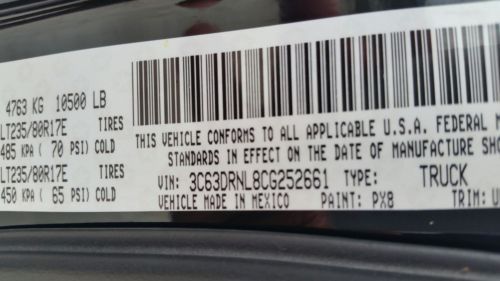 4763 KG 10500 LB
LT235/80R17E TIRES
485 KPA ( 70 PSI) COLD
LT235/80R17E TIRES
450 KPA ( 65 PSI) COLD
THIS VEHICLE CONFORMS TO ALL APPLICABLE U.S.A. FEDERAL
STANDARDS IN EFFECT ON THE DATE OF MANUFACTURE
VIN: 3C63DRNL8CG252661 TYPE: TRUCK
VEHICLE MADE IN MEXICO PAINT: PX8 TRIM: